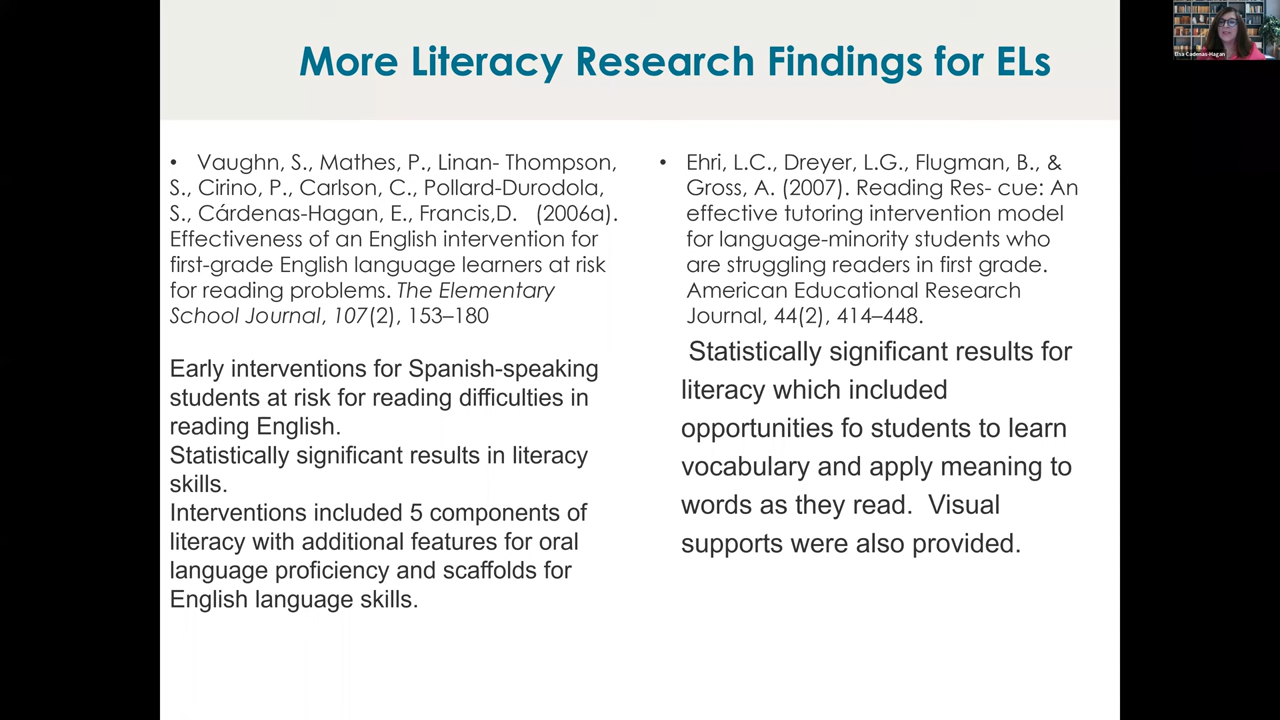 More Literacy Research Findings for ELs
Elsa Cadenas-Hagan
• Vaughn, S., Mathes, P., Linan- Thompson,
S., Cirino, P., Carlson, C., Pollard-Durodola,
S., Cárdenas-Hagan, E., Francis,D. (2006a).
Effectiveness of an English intervention for
first-grade English language learners at risk
for reading problems. The Elementary
School Journal, 107(2), 153–180
Early interventions for Spanish-speaking
students at risk for reading difficulties in
reading English.
Statistically significant results in literacy
skills.
Interventions included 5 components of
literacy with additional features for oral
language proficiency and scaffolds for
English language skills.
• Ehri, L.C., Dreyer, L.G., Flugman, B., &
Gross, A. (2007). Reading Res- cue: An
effective tutoring intervention model
for language-minority students who
are struggling readers in first grade.
American Educational Research
Journal, 44(2), 414–448.
Statistically significant results for
literacy which included
opportunities fo students to learn
vocabulary and apply meaning to
words as they read. Visual
supports were also provided.